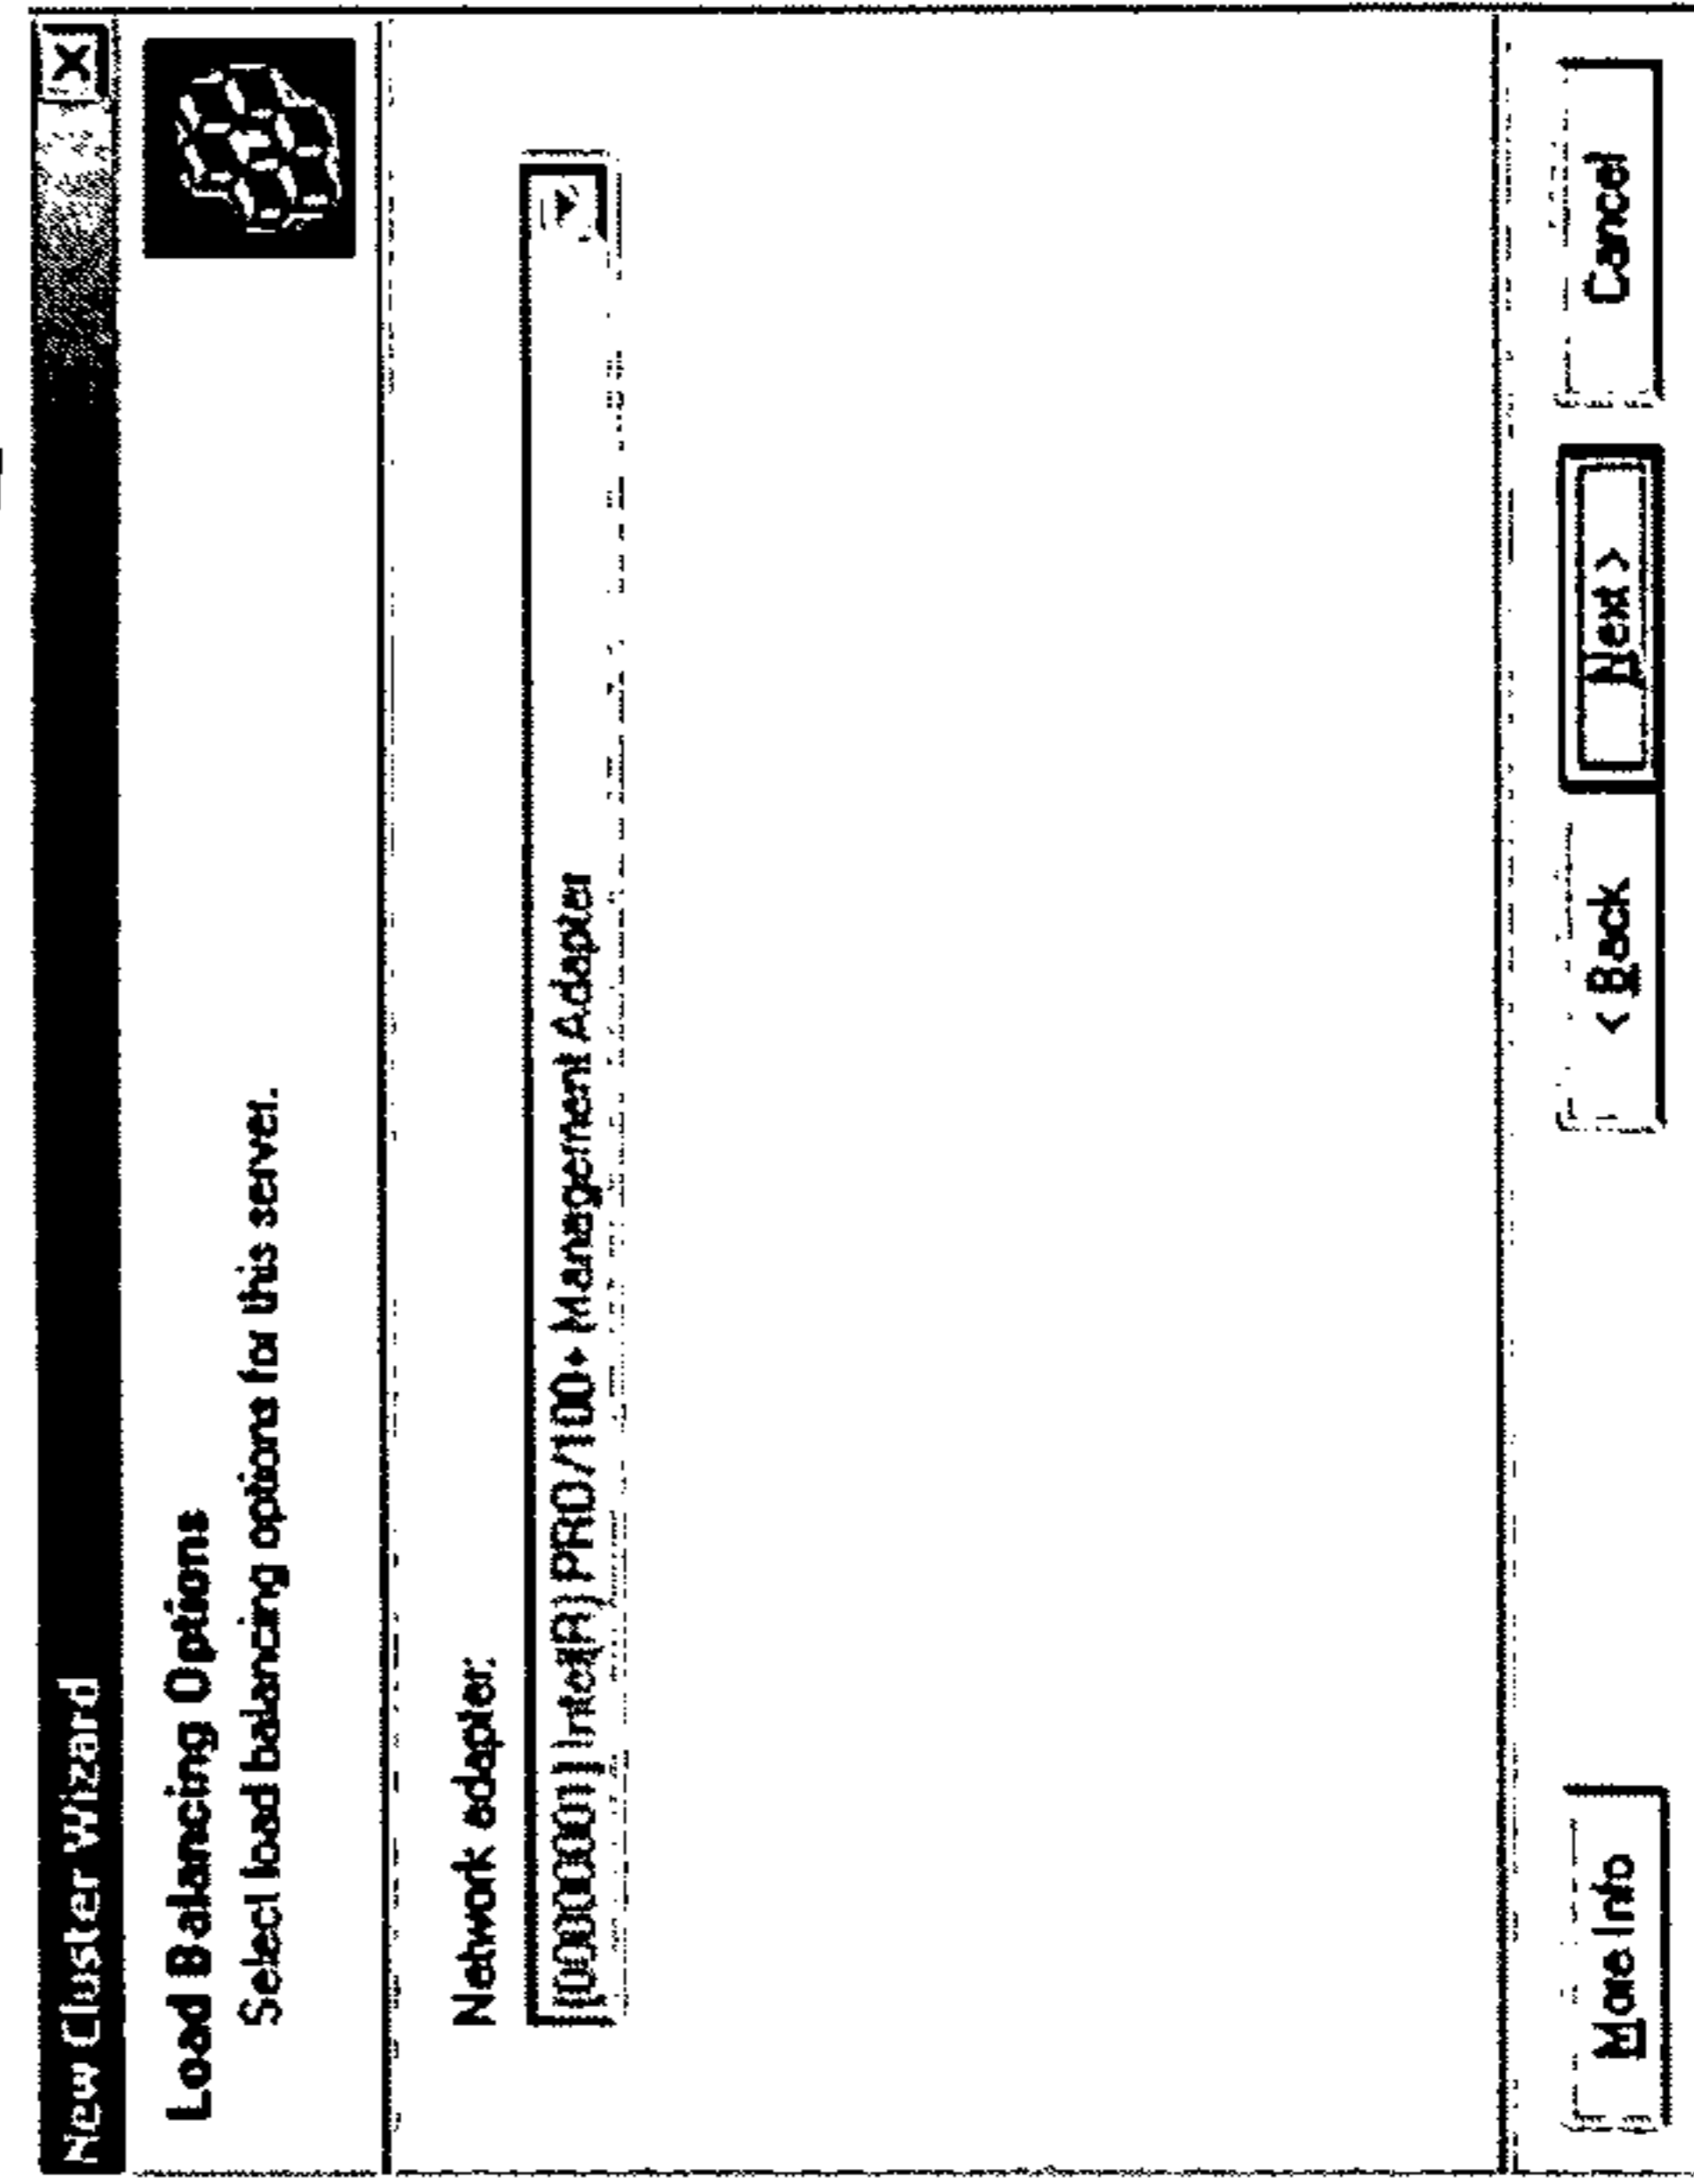 New Cluster Wizard
Load Balancing Options
Select load balancing options for this server.
Network adapter:
[00000001] Intel(R) PRO/100+ Management Adapter
More Info
< Back
Next >
Cancel